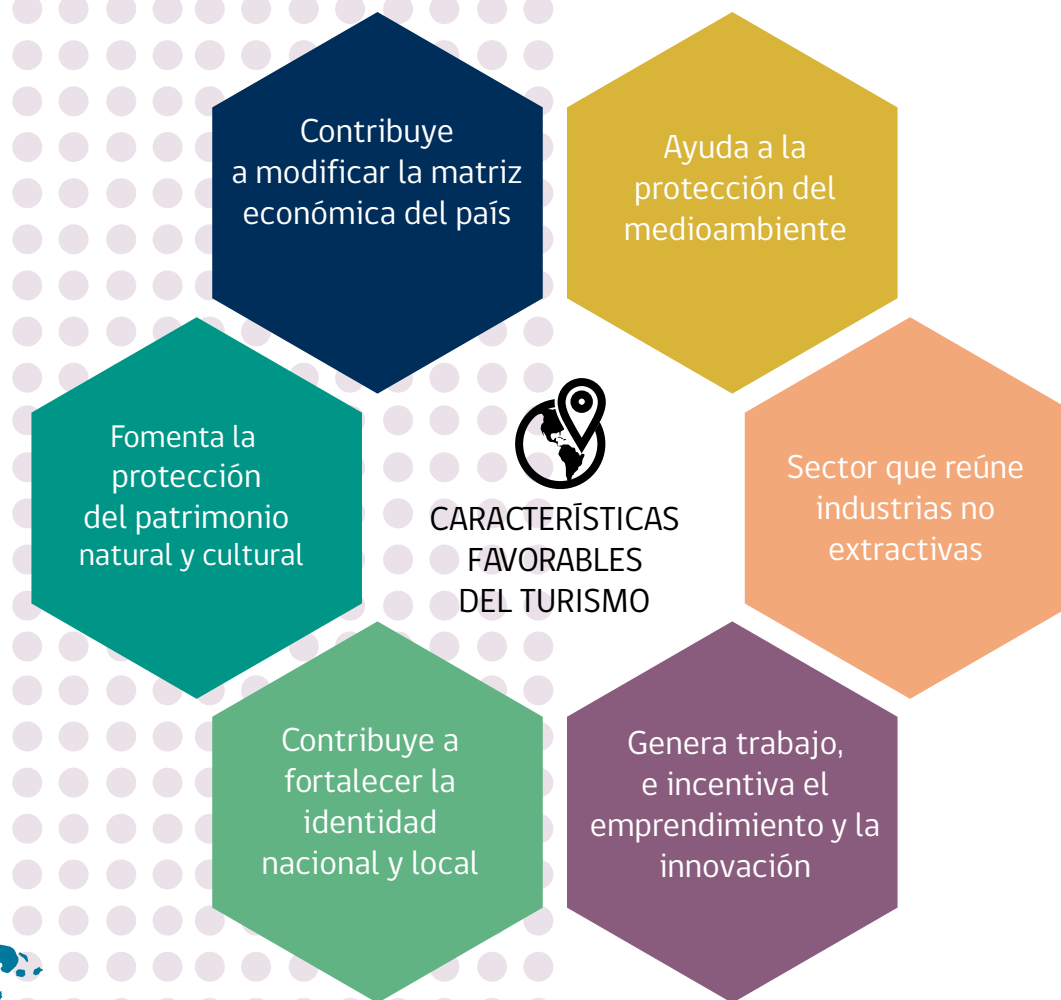 Contribuye
a modificar la matriz
económica del país
Ayuda a la
protección del
medioambiente
Fomenta la
protección
del patrimonio
natural y cultural
CARACTERÍSTICAS
FAVORABLES
DEL TURISMO
Sector que reúne
industrias no
extractivas
Contribuye a
fortalecer la
identidad
nacional y local
Genera trabajo,
e incentiva el
emprendimiento y la
innovación